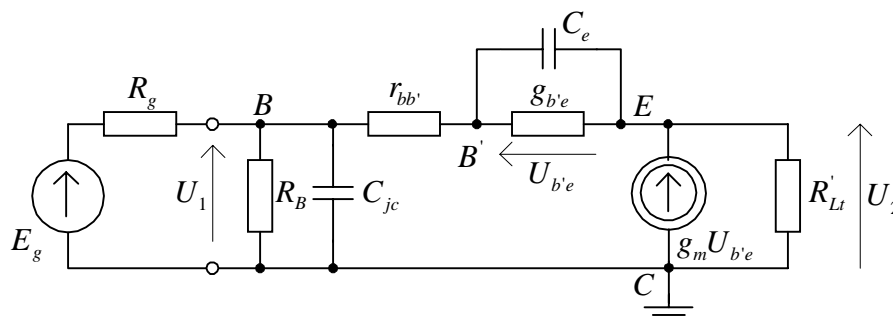 C_e
R_g
r_bb'
g_b'e
B
E
B'
U_b'e
U_1
R_B
C_jc
R'_Lt
U_2
E_g
g_m U_b'e
C